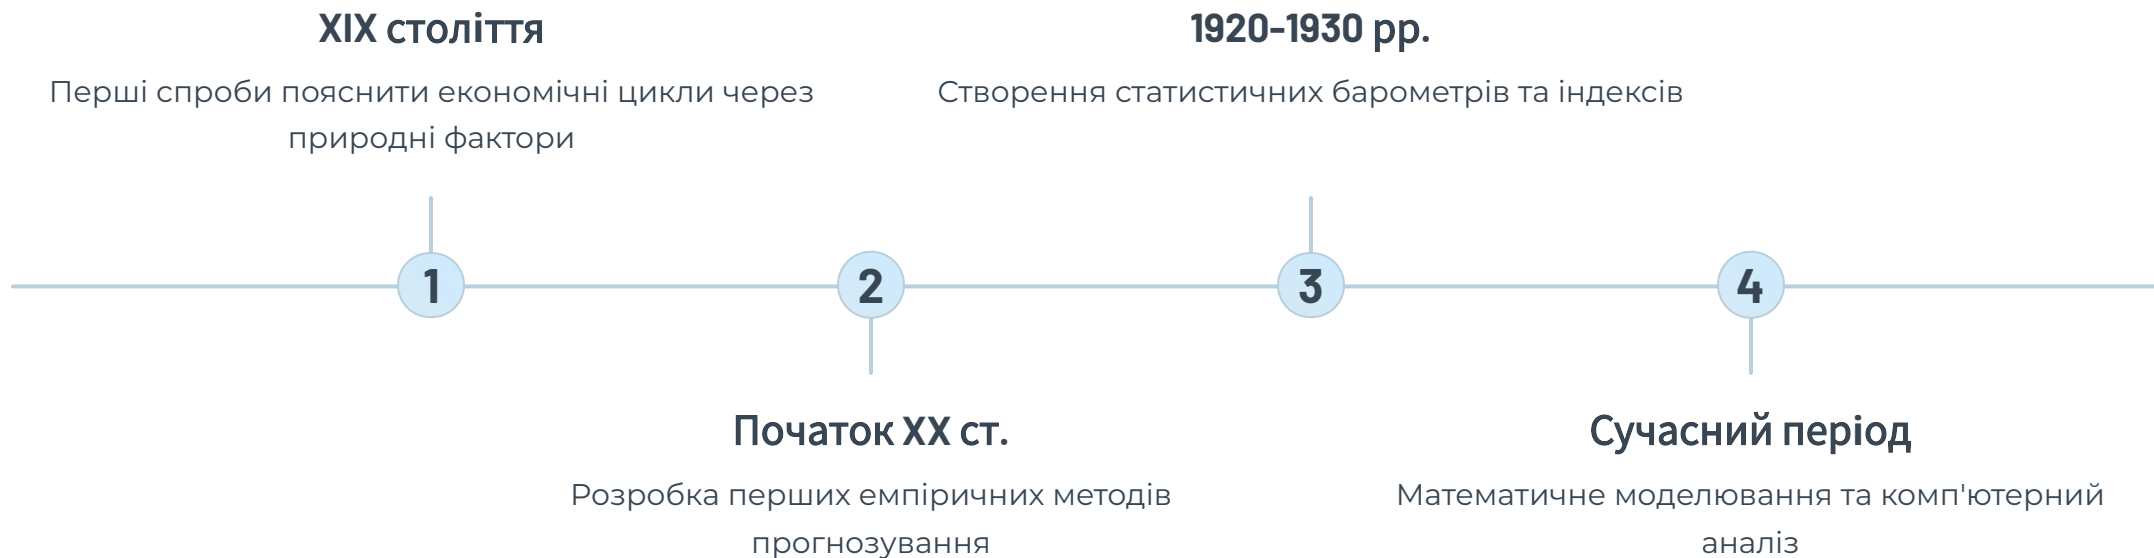 XIX століття
Перші спроби пояснити економічні цикли через
природні фактори
1
Початок XX ст.
Розробка перших емпіричних методів
прогнозування
2
1920-1930 рр.
Створення статистичних барометрів та індексів
3
Сучасний період
Математичне моделювання та комп'ютерний
аналіз
4